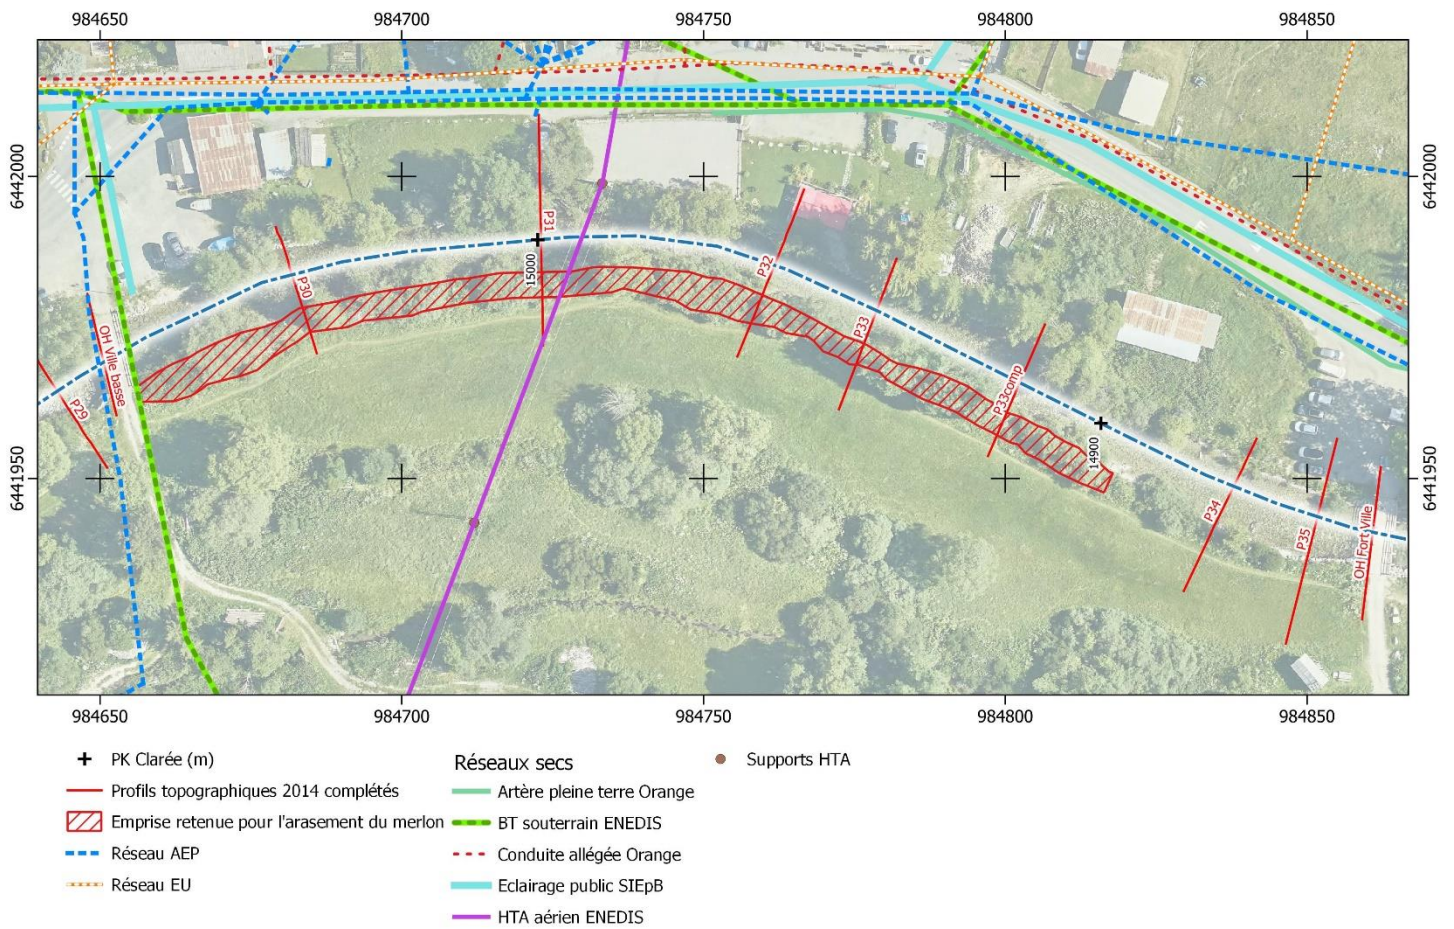 984650 984700 984750 984800 984850
6442000 6442000
6441950 6441950
P29
OH Ville basse
P30
P31
15000
P32
P33
P33comp
14900
P34
P35
OH Fort Ville
984650 984700 984750 984800 984850
PK Clarée (m)
Profils topographiques 2014 complétés
Emprise retenue pour l'arasement du merlon
Réseau AEP
Réseau EU
Réseaux secs
Artère pleine terre Orange
BT souterrain ENEDIS
Conduite allégée Orange
Eclairage public SIEpB
HTA aérien ENEDIS
Supports HTA